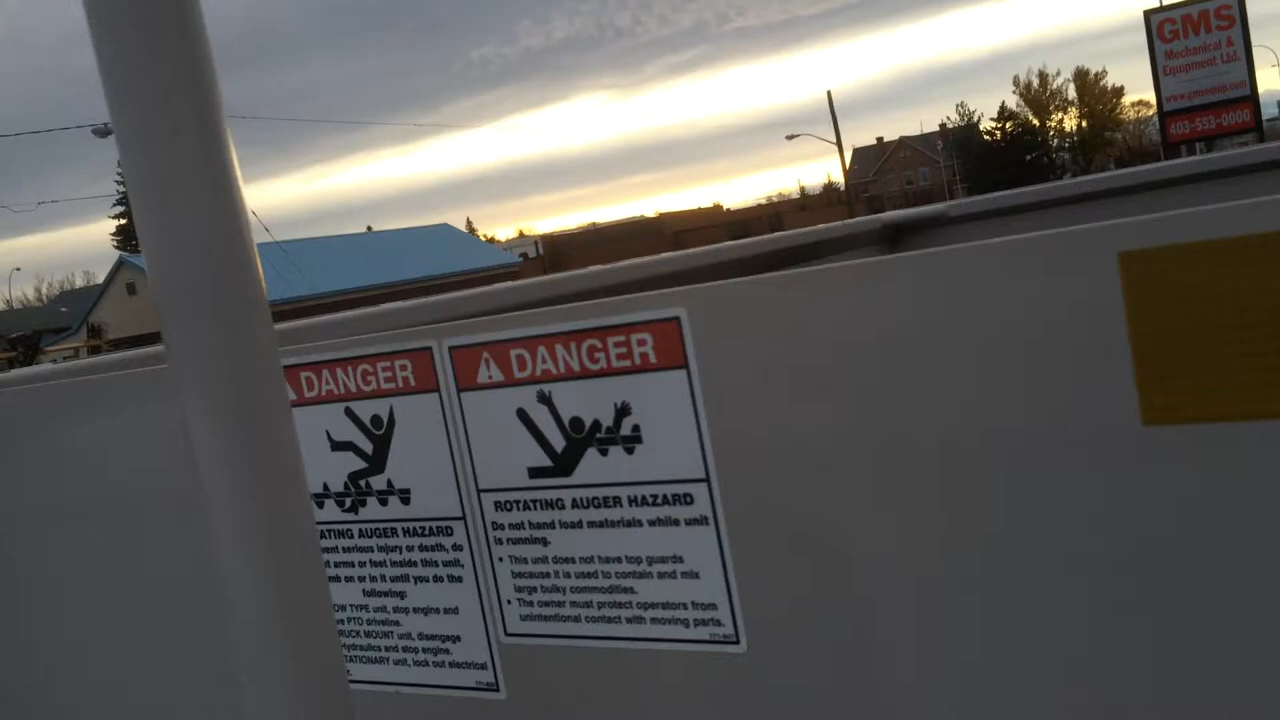 GMS
Mechanical &
Equipment Ltd.
www.gmsequip.com
403-553-0000
DANGER
ATING AUGER HAZARD
ent serious injury or death, do
arms or feet inside this unit,
mb on or in it until you do the
following:
OW TYPE unit, stop engine and
ve PTO driveline.
RUCK MOUNT unit, disengage
Hydraulics and stop engine.
TATIONARY unit, lock out electrical
DANGER
ROTATING AUGER HAZARD
Do not hand load materials while unit
is running.
• This unit does not have top guards
because it is used to contain and mix
large bulky commodities.
• The owner must protect operators from
unintentional contact with moving parts.